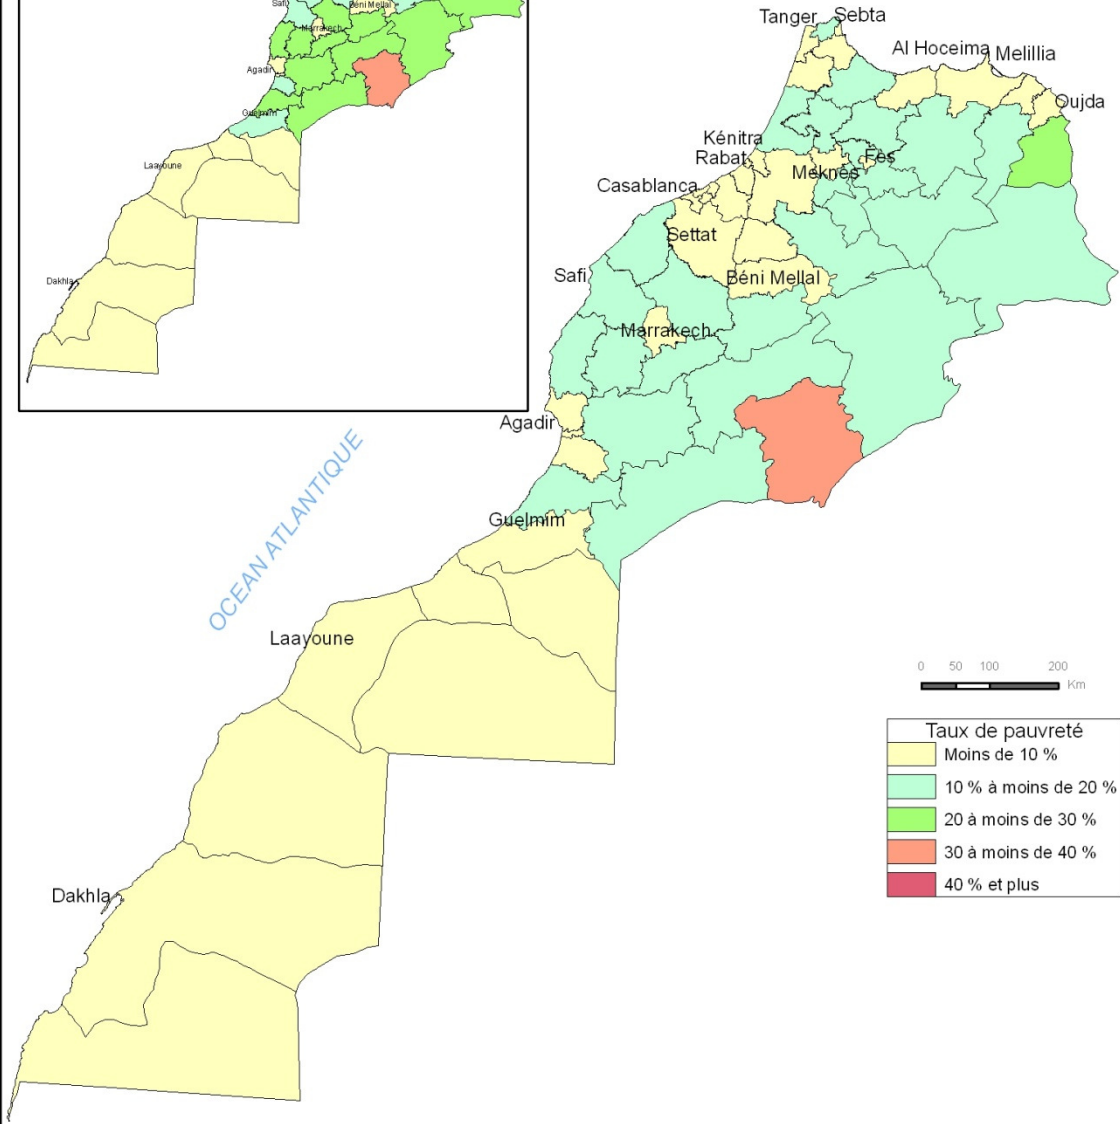 Safi
Béni Mellal
Marrakech
Agadir
Guelmim
Laayoune
Dakhla
Tanger
Sebta
Al Hoceima
Melillia
Oujda
Kénitra
Rabat
Fès
Meknès
Casablanca
Settat
Safi
Béni Mellal
Marrakech
Agadir
OCEAN ATLANTIQUE
Guelmim
Laayoune
0 50 100 200
Km
Taux de pauvreté
Moins de 10 %
10 % à moins de 20 %
20 à moins de 30 %
30 à moins de 40 %
40 % et plus
Dakhla